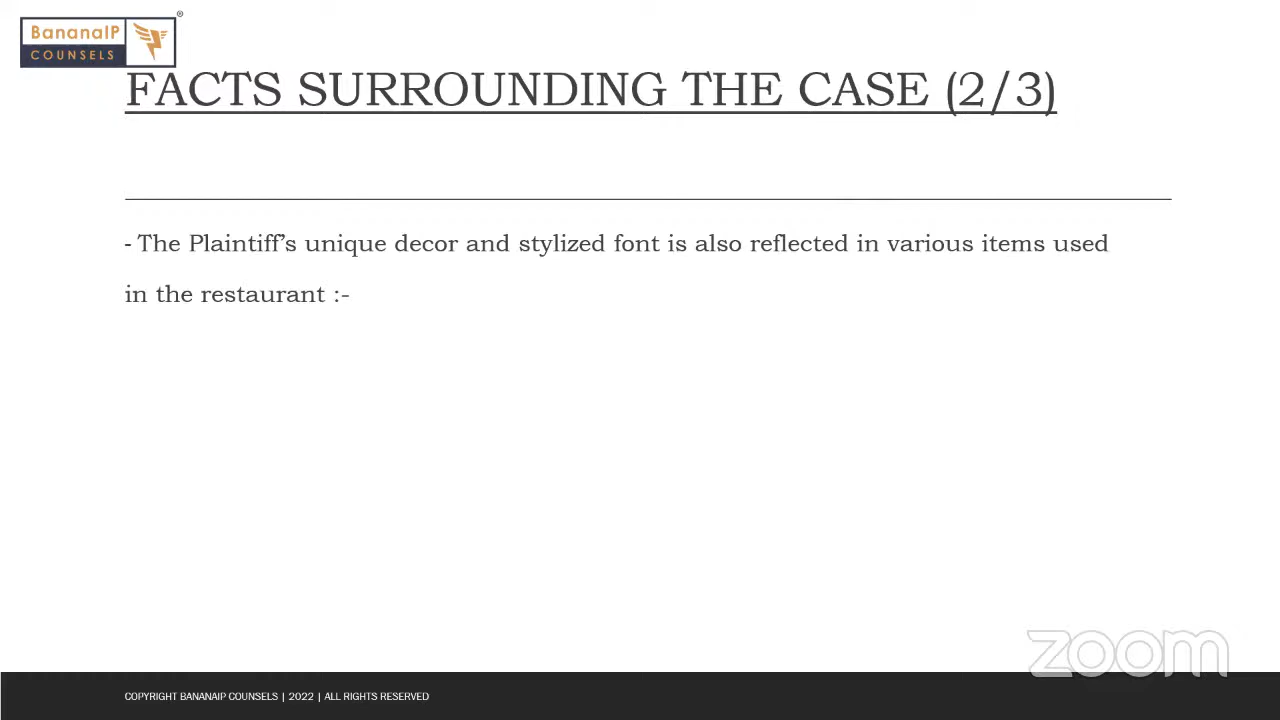 BananaIP
COUNSELS
®
FACTS SURROUNDING THE CASE (2/3)
- The Plaintiff’s unique decor and stylized font is also reflected in various items used
in the restaurant :-
zoom
COPYRIGHT BANANAIP COUNSELS | 2022 | ALL RIGHTS RESERVED